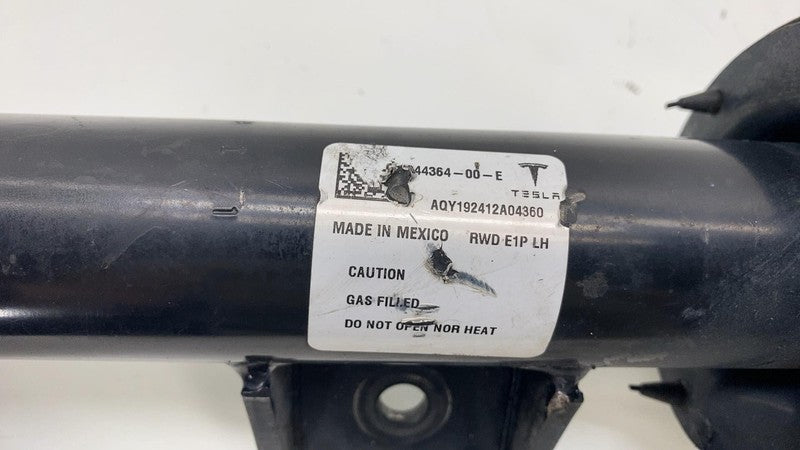 44364-00-E
TESLA
AQY192412A04360
MADE IN MEXICO RWD E1P LH
CAUTION
GAS FILLED
DO NOT OPEN NOR HEAT